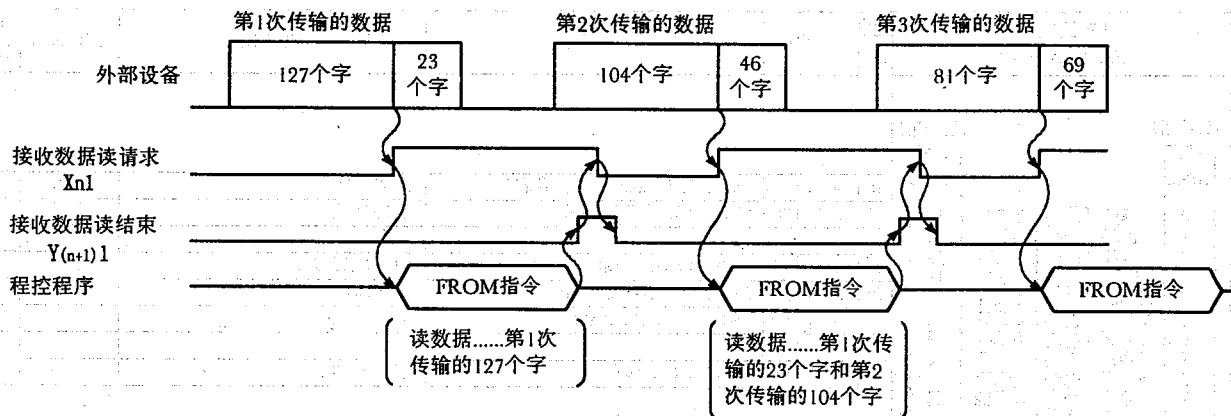 第1次传输的数据
第2次传输的数据
第3次传输的数据
外部设备
127个字
23
个字
104个字
46
个字
81个字
69
个字
接收数据读请求
Xn1
接收数据读结束
Y(n+1)1
程控程序
FROM指令
FROM指令
FROM指令
读数据......第1次
传输的127个字
读数据......第1次传
输的23个字和第2
次传输的104个字